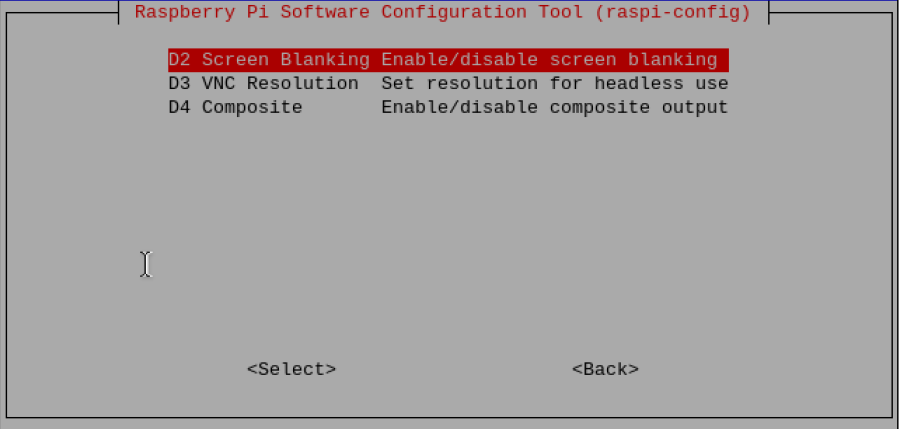 Raspberry Pi Software Configuration Tool (raspi-config)
D2 Screen Blanking Enable/disable screen blanking
D3 VNC Resolution Set resolution for headless use
D4 Composite Enable/disable composite output
<Select> <Back>